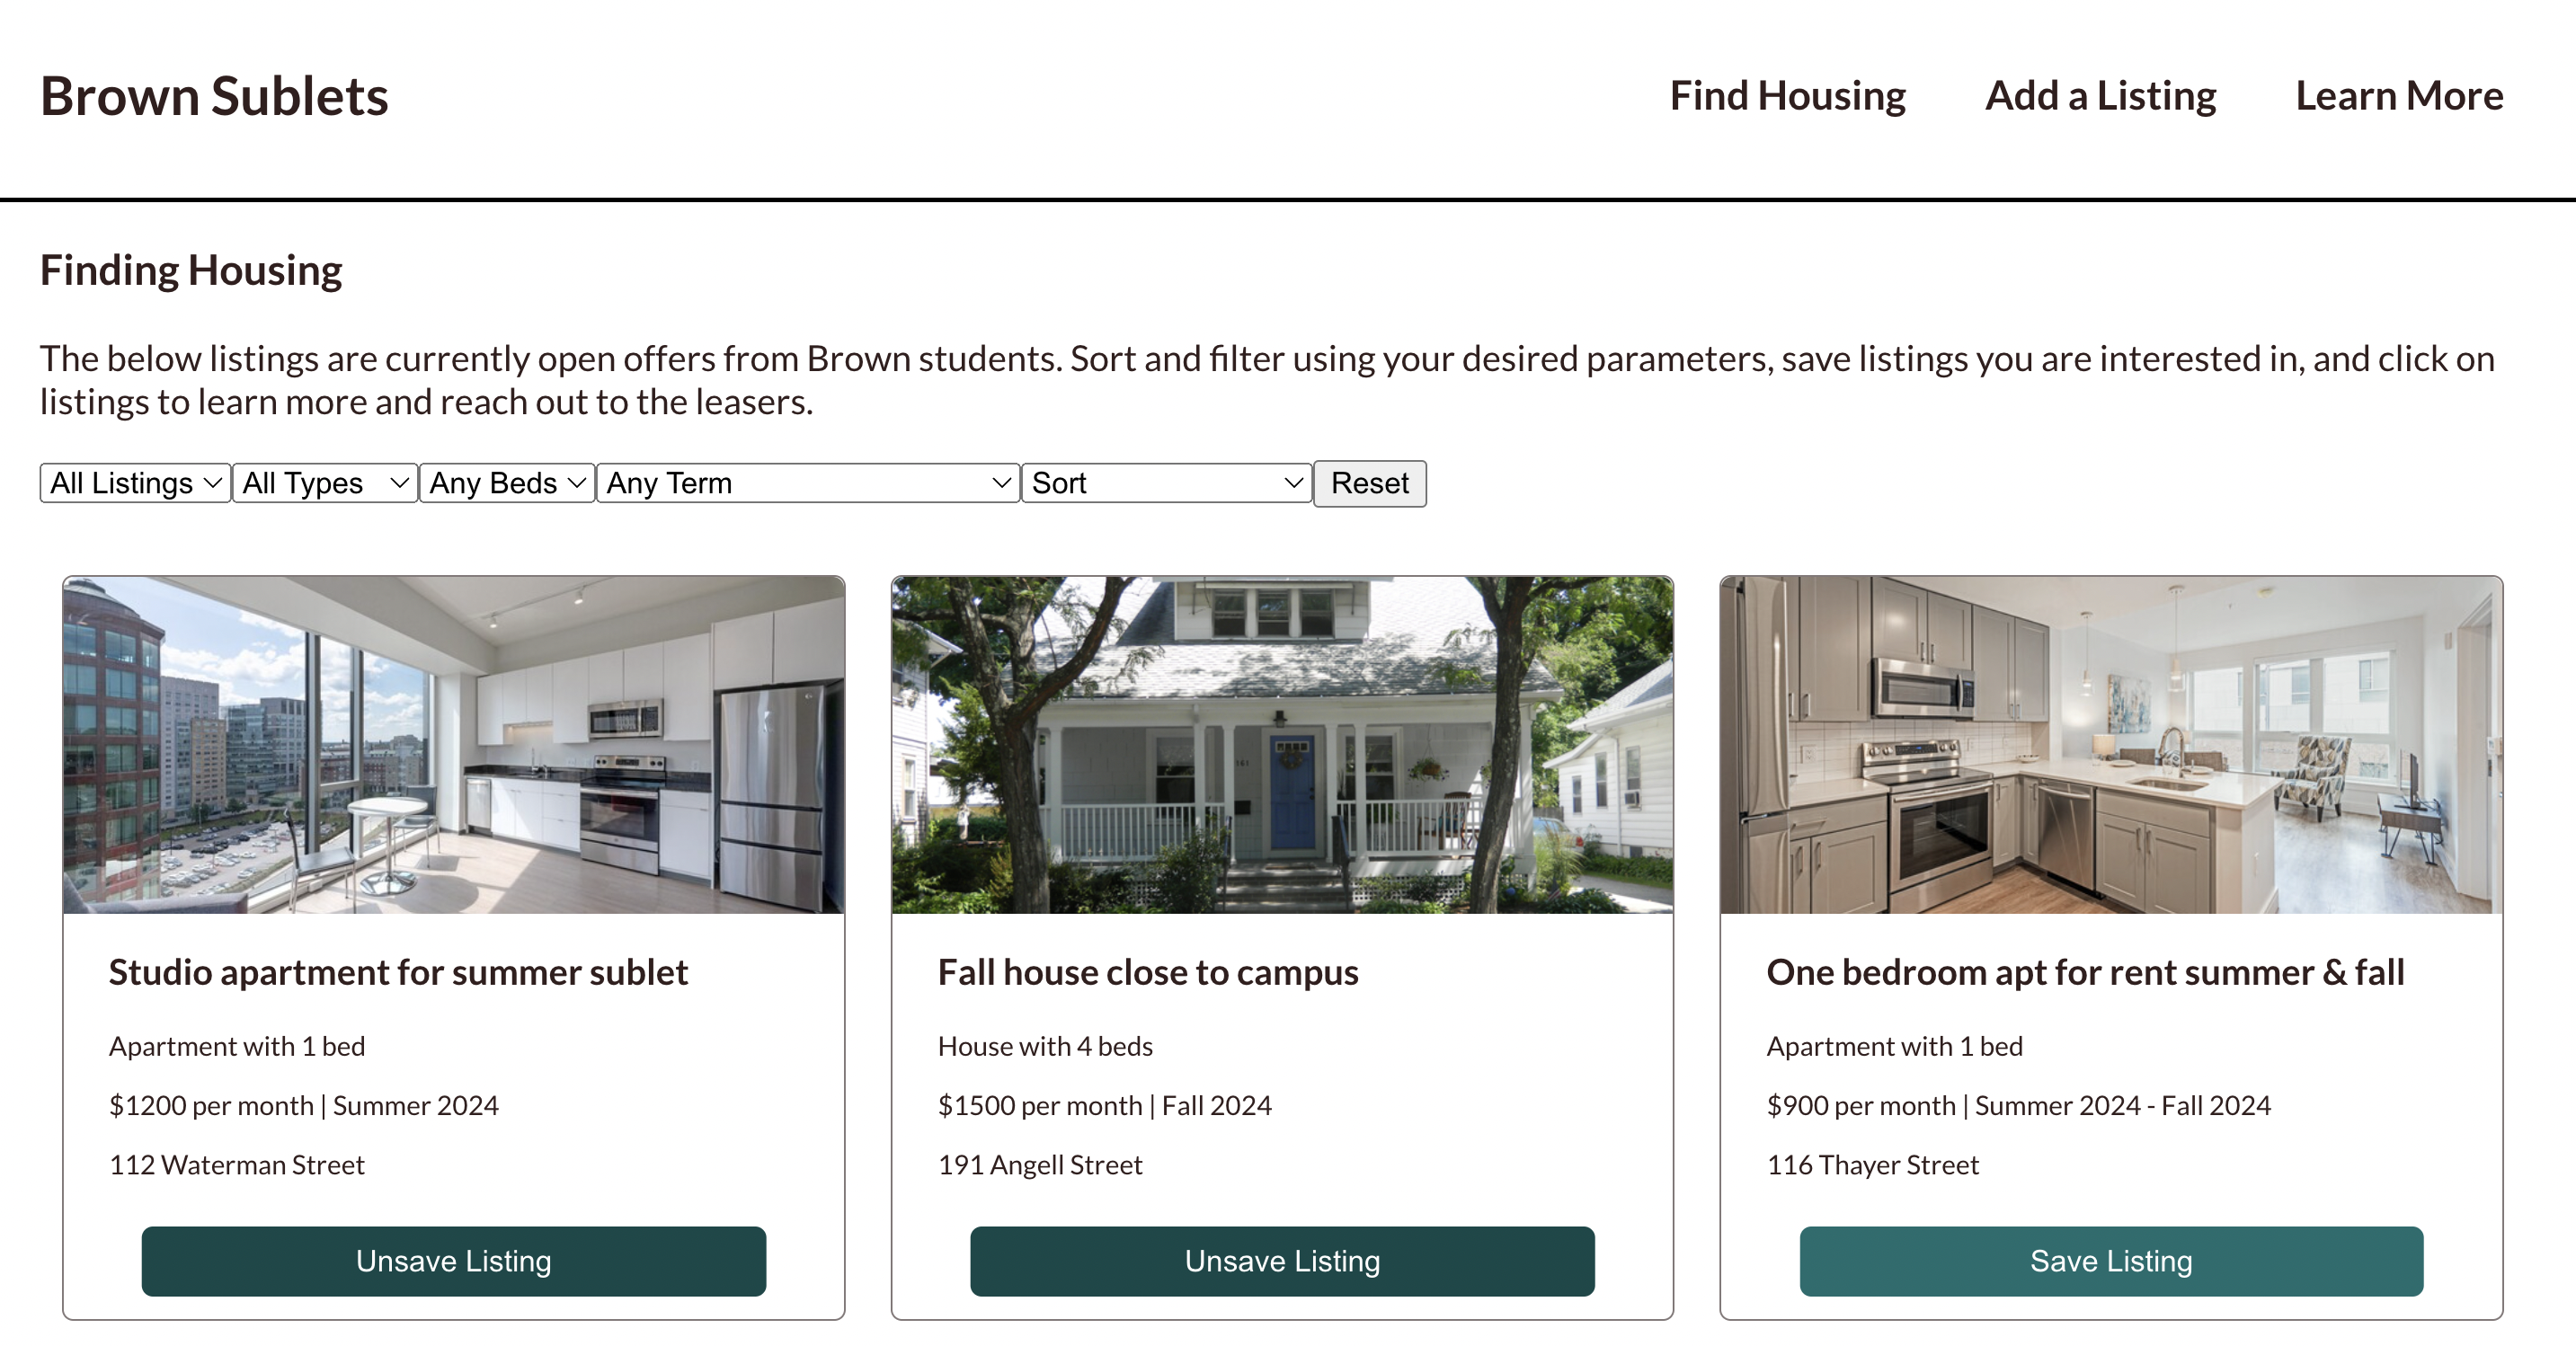 Brown Sublets
Find Housing
Add a Listing
Learn More
Finding Housing
The below listings are currently open offers from Brown students. Sort and filter using your desired parameters, save listings you are interested in, and click on
listings to learn more and reach out to the leasers.
All Listings
All Types
Any Beds
Any Term
Sort
Reset
Studio apartment for summer sublet
Apartment with 1 bed
$1200 per month | Summer 2024
112 Waterman Street
Unsave Listing
Fall house close to campus
House with 4 beds
$1500 per month | Fall 2024
191 Angell Street
Unsave Listing
One bedroom apt for rent summer & fall
Apartment with 1 bed
$900 per month | Summer 2024 - Fall 2024
116 Thayer Street
Save Listing